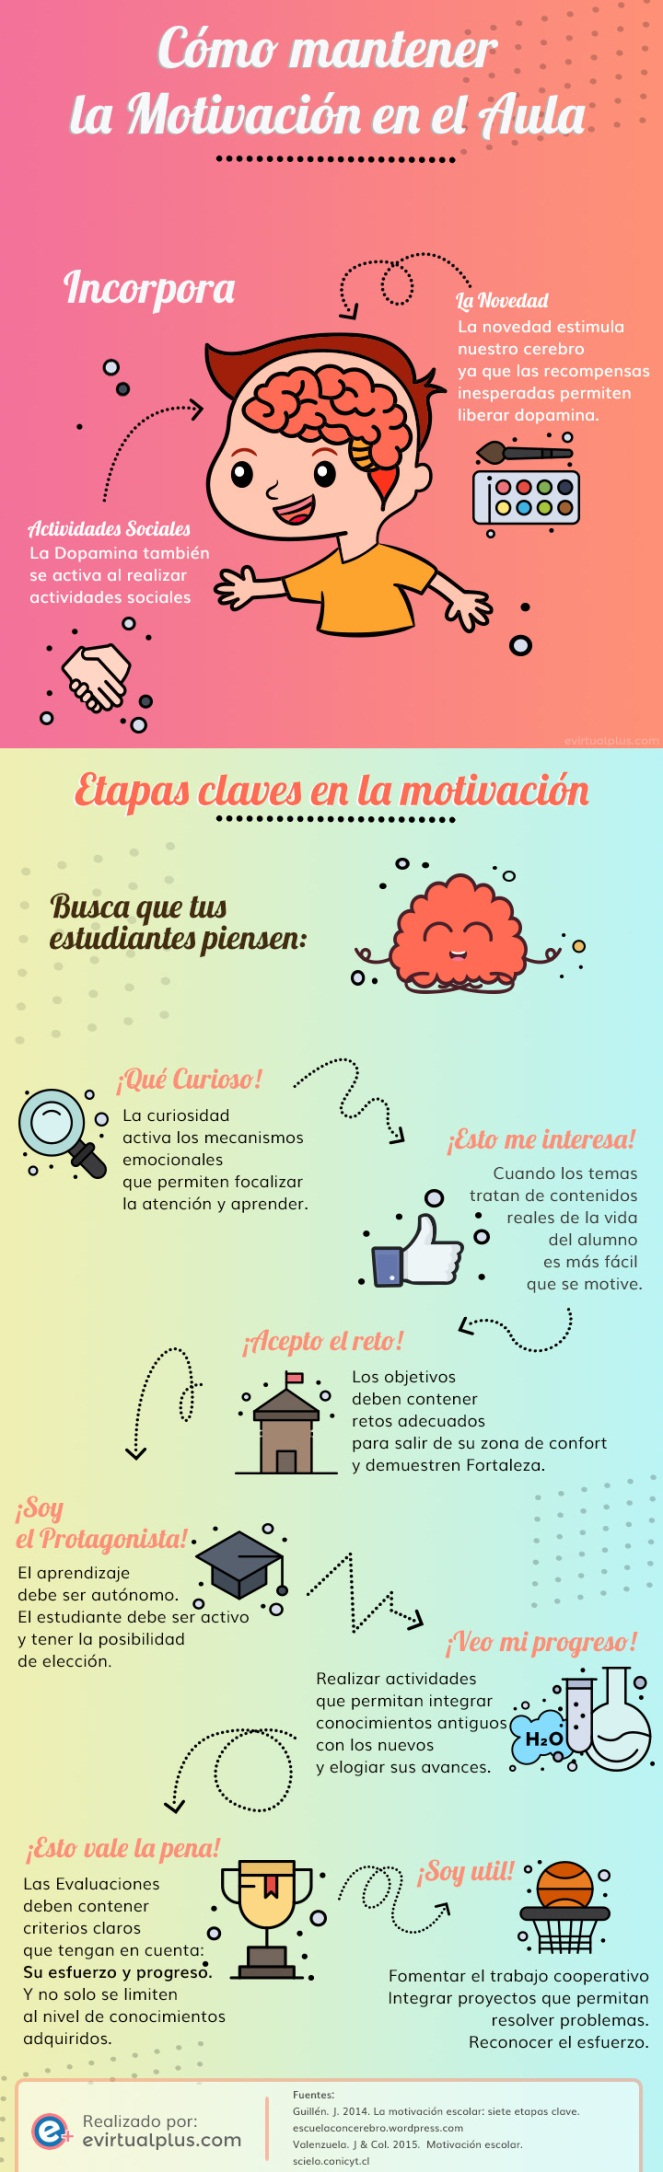 Cómo mantener
la Motivación en el Aula
Incorpora
La Novedad
La novedad estimula
nuestro cerebro
ya que las recompensas
inesperadas permiten
liberar dopamina.
Actividades Sociales
La Dopamina también
se activa al realizar
actividades sociales
evirtualplus.com
Etapas claves en la motivación
Busca que tus
estudiantes piensen:
¡Qué Curioso!
La curiosidad
activa los mecanismos
emocionales
que permiten focalizar
la atención y aprender.
¡Esto me interesa!
Cuando los temas
tratan de contenidos
reales de la vida
del alumno
es más fácil
que se motive.
¡Acepto el reto!
Los objetivos
deben contener
retos adecuados
para salir de su zona de confort
y demuestren Fortaleza.
¡Soy
el Protagonista!
El aprendizaje
debe ser autónomo.
El estudiante debe ser activo
y tener la posibilidad
de elección.
¡Veo mi progreso!
Realizar actividades
que permitan integrar
conocimientos antiguos
con los nuevos
y elogiar sus avances.
H₂O
¡Esto vale la pena!
Las Evaluaciones
deben contener
criterios claros
que tengan en cuenta:
Su esfuerzo y progreso.
Y no solo se limiten
al nivel de conocimientos
adquiridos.
¡Soy util!
Fomentar el trabajo cooperativo
Integrar proyectos que permitan
resolver problemas.
Reconocer el esfuerzo.
e+
Realizado por:
evirtualplus.com
Fuentes:
Guillén. J. 2014. La motivación escolar: siete etapas clave.
escuelaconcerebro.wordpress.com
Valenzuela. J & Col. 2015. Motivación escolar.
scielo.conicyt.cl